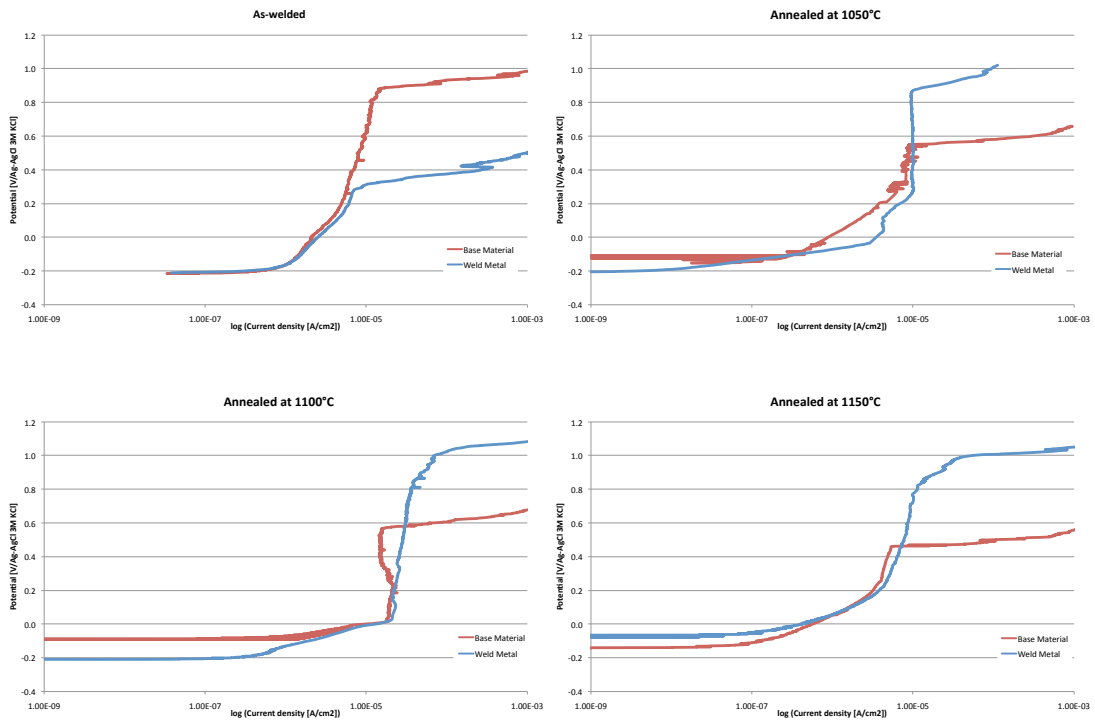 As-welded
Potential [V/Ag-AgCl 3M KCl]
1.2
1.0
0.8
0.6
0.4
0.2
0.0
-0.2
-0.4
1.00E-09
1.00E-07
1.00E-05
1.00E-03
log (Current density [A/cm2])
Base Material
Weld Metal
Annealed at 1050°C
Potential [V/Ag-AgCl 3M KCl]
1.2
1.0
0.8
0.6
0.4
0.2
0.0
-0.2
-0.4
1.00E-09
1.00E-07
1.00E-05
1.00E-03
log (Current density [A/cm2])
Base Material
Weld Metal
Annealed at 1100°C
Potential [V/Ag-AgCl 3M KCl]
1.2
1.0
0.8
0.6
0.4
0.2
0.0
-0.2
-0.4
1.00E-09
1.00E-07
1.00E-05
1.00E-03
log (Current density [A/cm2])
Base Material
Weld Metal
Annealed at 1150°C
Potential [V/Ag-AgCl 3M KCl]
1.2
1.0
0.8
0.6
0.4
0.2
0.0
-0.2
-0.4
1.00E-09
1.00E-07
1.00E-05
1.00E-03
log (Current density [A/cm2])
Base Material
Weld Metal